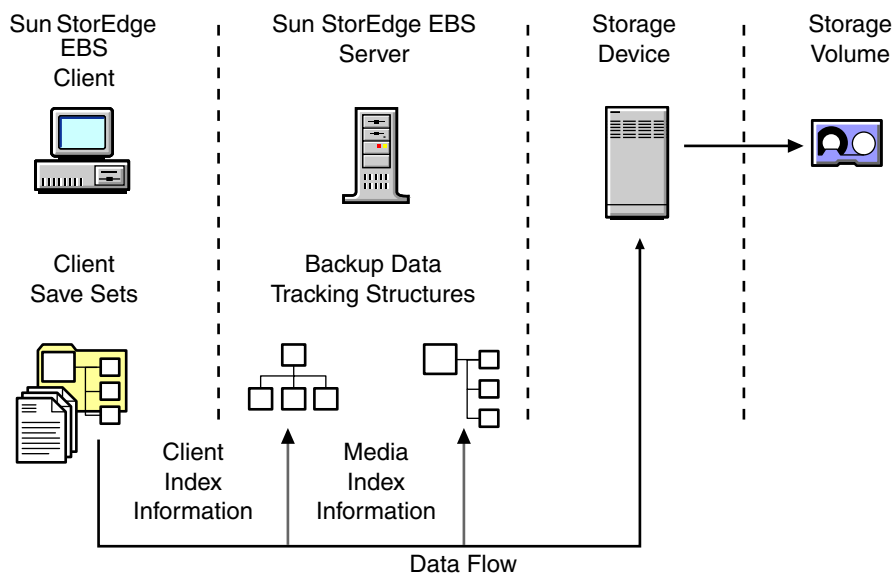 Sun StorEdge
EBS
Client
Sun StorEdge EBS
Server
Storage
Device
Storage
Volume
Client
Save Sets
Backup Data
Tracking Structures
Client
Index
Information
Media
Index
Information
Data Flow